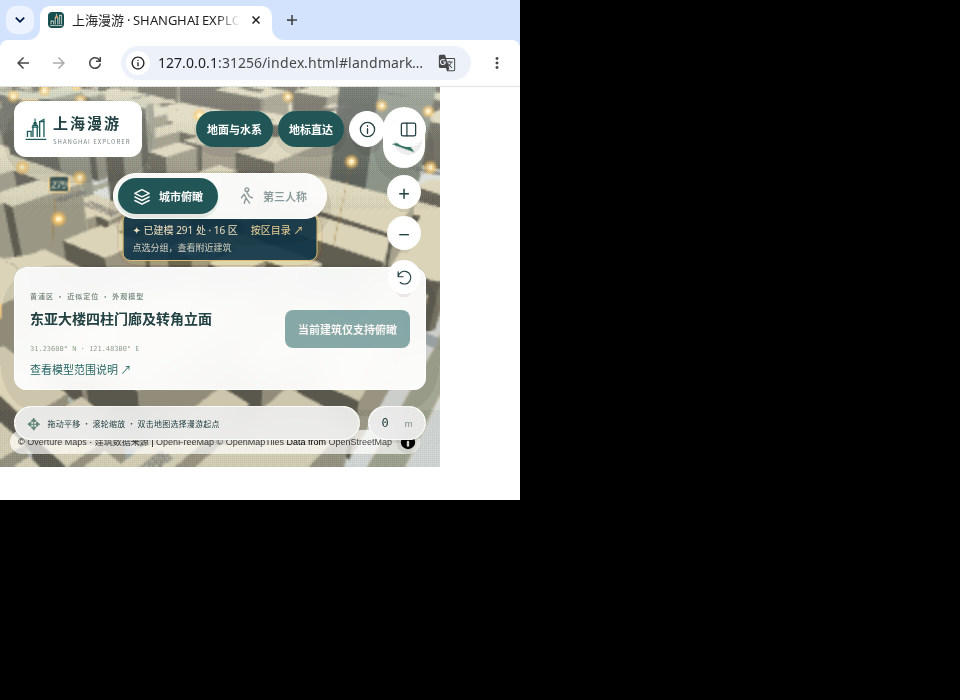 上海漫游 · SHANGHAI EXPLO
127.0.0.1:31256/index.html#landmark...
上海漫游
SHANGHAI EXPLORER
地面与水系
地标直达
城市俯瞰
第三人称
✦ 已建模 291 处 · 16 区 按区目录 ↗
点选分组，查看附近建筑
黄浦区 · 近似定位 · 外观模型
东亚大楼四柱门廊及转角立面
当前建筑仅支持俯瞰
31.23600° N · 121.48300° E
查看模型范围说明 ↗
拖动平移 · 滚轮缩放 · 双击地图选择漫游起点
0 m
© Overture Maps · 建筑数据来源 | OpenFreeMap © OpenMapTiles Data from OpenStreetMap